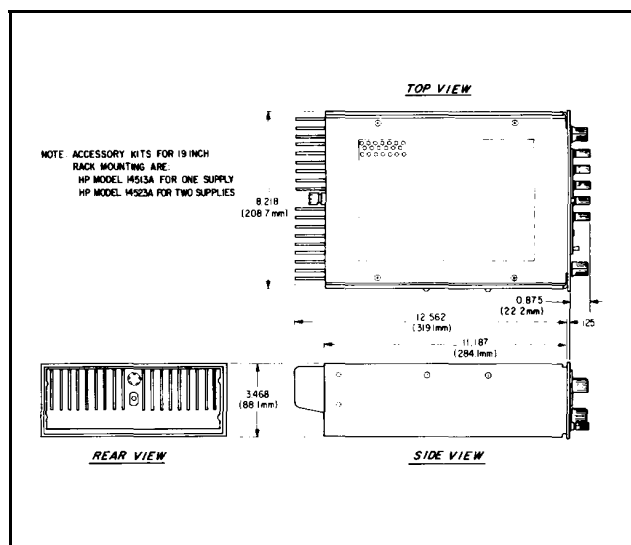 TOP VIEW
NOTE: ACCESSORY KITS FOR 19 INCH
RACK MOUNTING ARE:
HP MODEL 14513A FOR ONE SUPPLY
HP MODEL 14523A FOR TWO SUPPLIES
8.218
(208.7mm)
0.875
(22.2mm)
.125
12.562
(319.1mm)
11.187
(284.1mm)
3.468
(88.1mm)
REAR VIEW
SIDE VIEW